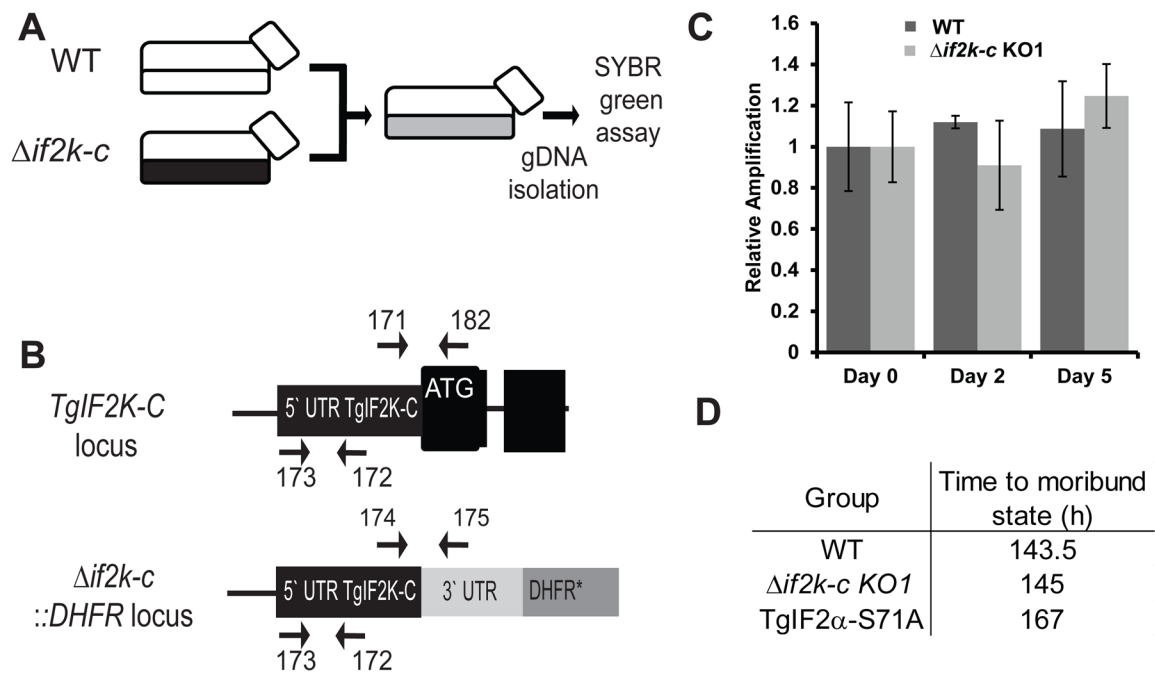 A
WT
Δif2k-c
SYBR
green
assay
gDNA
isolation
B
171
182
TgIF2K-C
locus
5` UTR TgIF2K-C
ATG
173
172
174
175
Δif2k-c
::DHFR locus
5` UTR TgIF2K-C
3` UTR
DHFR*
173
172
C
WT
Δif2k-c KO1
Relative Amplification
1.6
1.4
1.2
1
0.8
0.6
0.4
0.2
0
Day 0
Day 2
Day 5
D
Group
Time to moribund
state (h)
WT
143.5
Δif2k-c KO1
145
TgIF2α-S71A
167